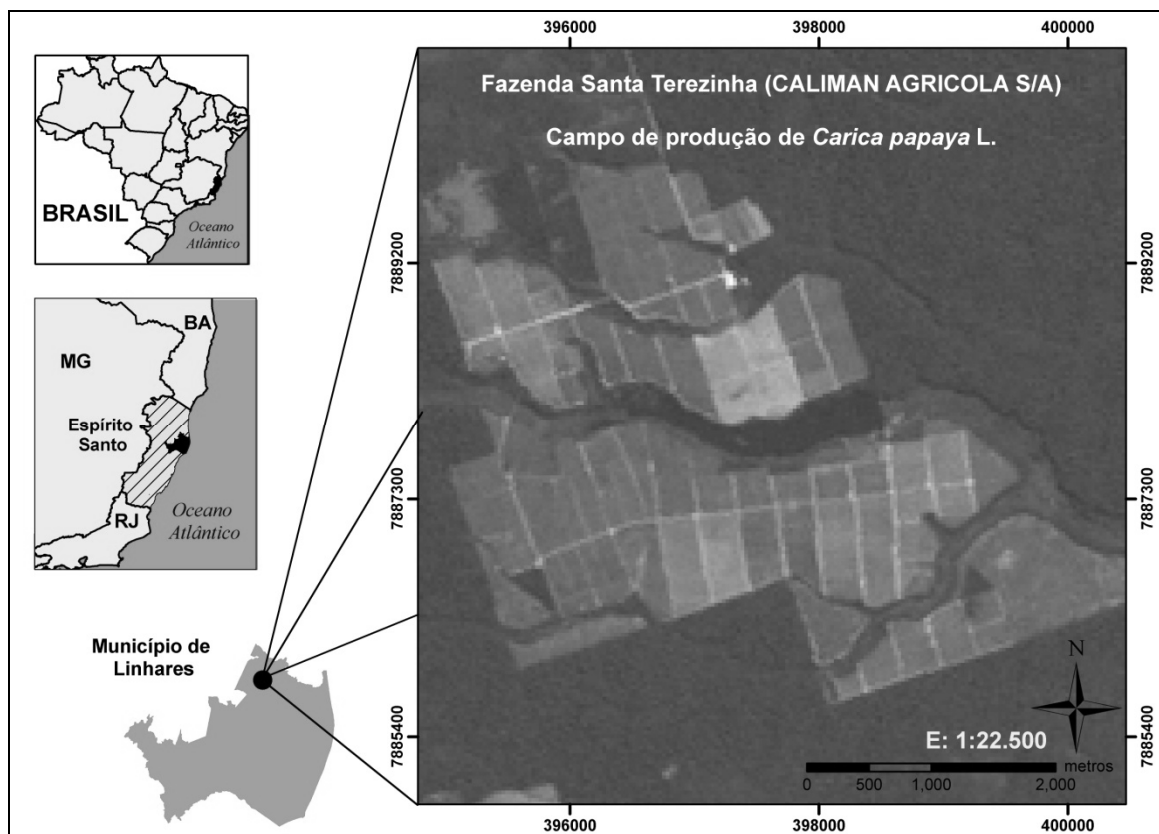 BRASIL
Oceano
Atlântico
BA
MG
Espírito
Santo
RJ
Oceano
Atlântico
Município de
Linhares
396000
398000
400000
Fazenda Santa Terezinha (CALIMAN AGRICOLA S/A)
Campo de produção de Carica papaya L.
7889200
7889200
7887300
7887300
7885400
7885400
N
E: 1:22.500
metros
0
500
1,000
2,000
396000
398000
400000